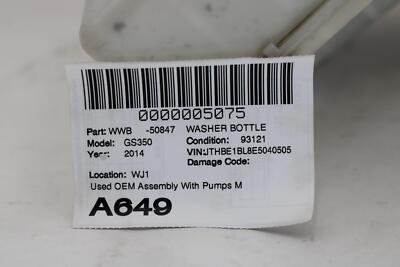 0000005075
Part: WWB -50847 WASHER BOTTLE
Model: GS350 Condition: 93121
Year: 2014 VIN:JTHBE1BL8E5040505
Damage Code:
Location: WJ1
Used OEM Assembly With Pumps M
A649